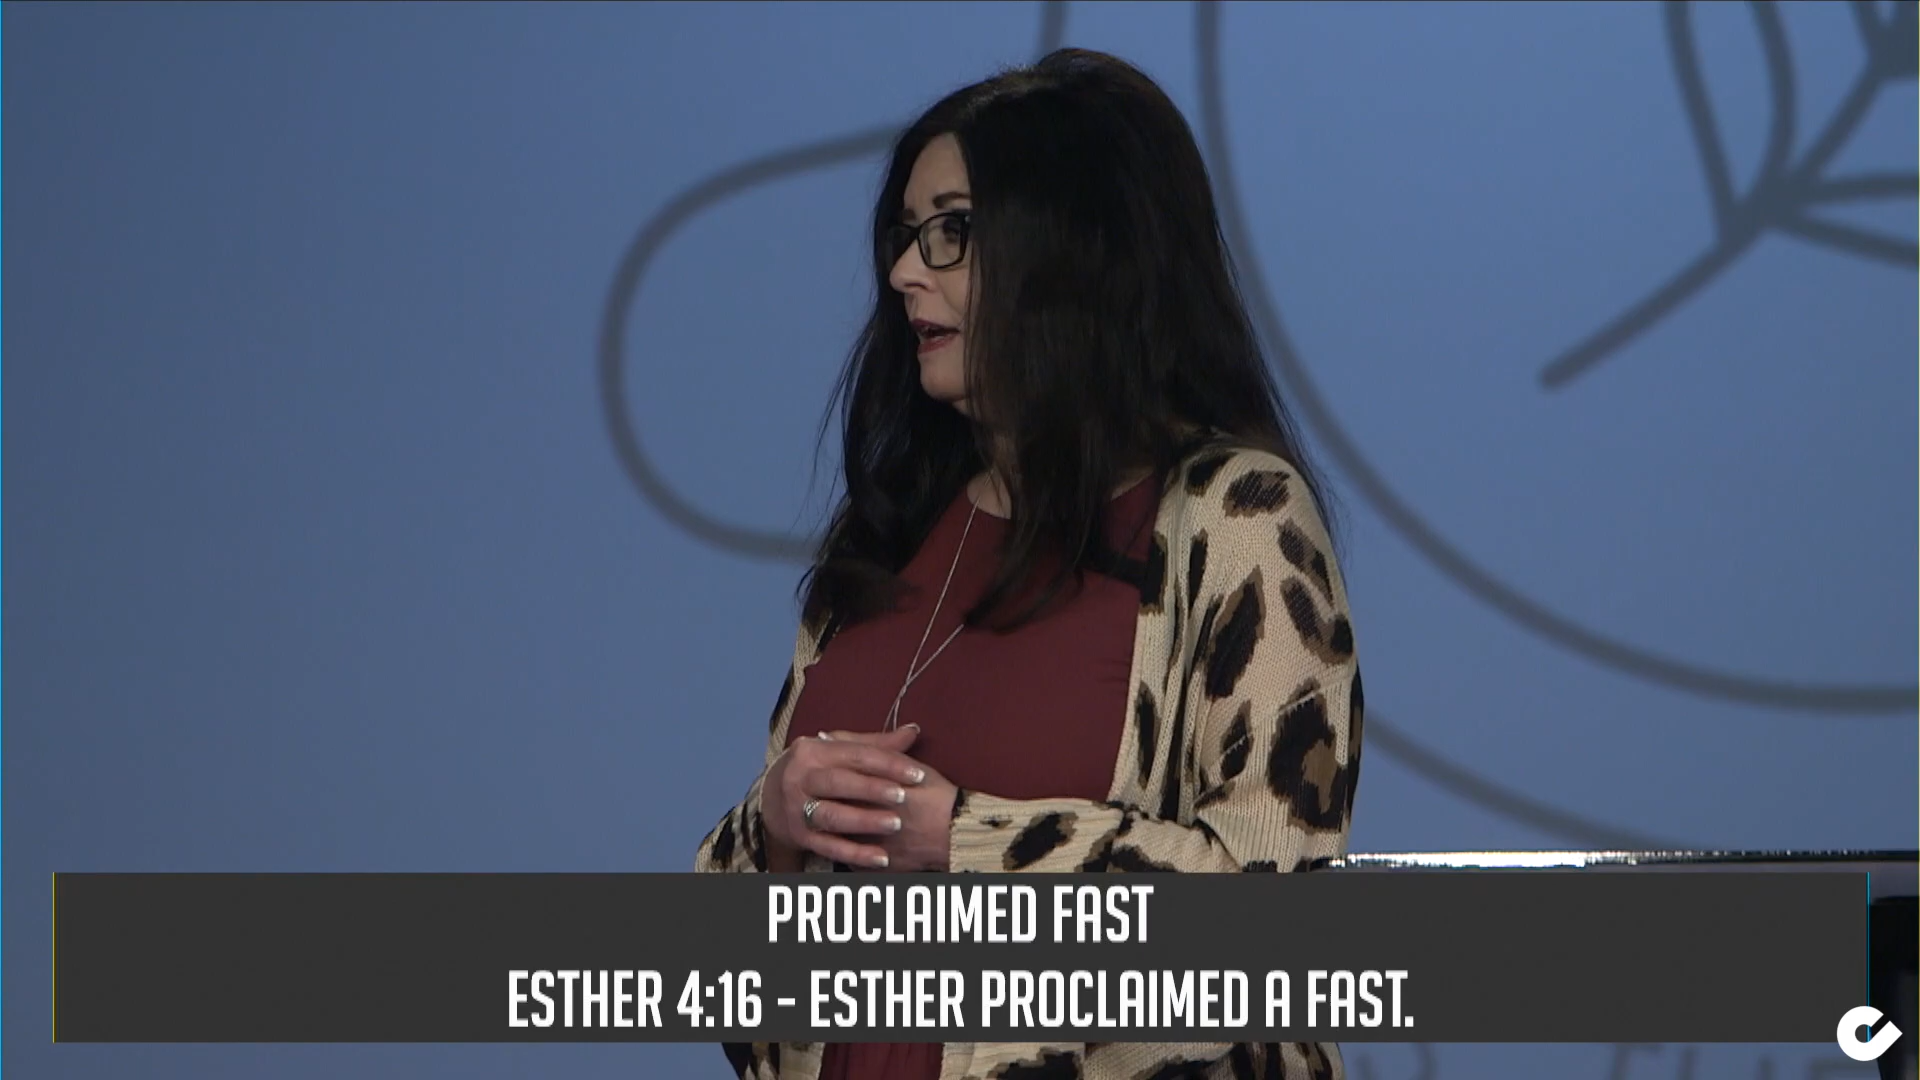 PROCLAIMED FAST
ESTHER 4:16 - ESTHER PROCLAIMED A FAST.